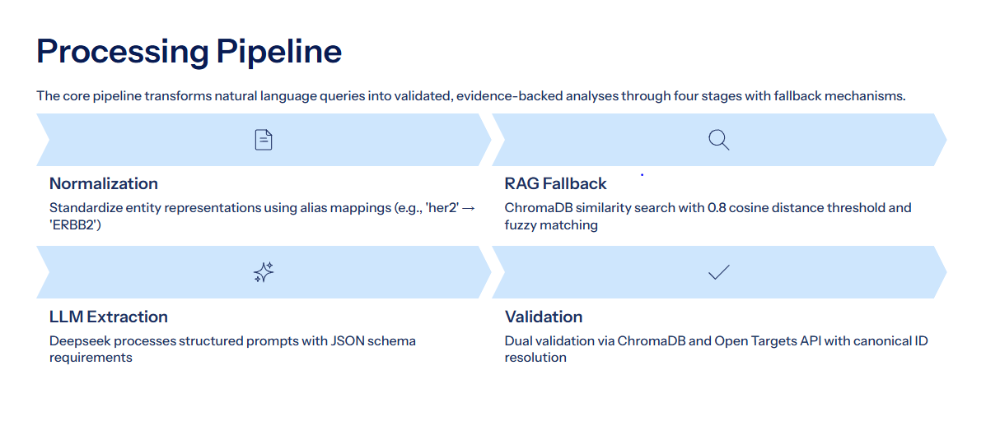 Processing Pipeline
The core pipeline transforms natural language queries into validated, evidence-backed analyses through four stages with fallback mechanisms.
Normalization
Standardize entity representations using alias mappings (e.g., 'her2' →
'ERBB2')
RAG Fallback
ChromaDB similarity search with 0.8 cosine distance threshold and
fuzzy matching
LLM Extraction
Deepseek processes structured prompts with JSON schema
requirements
Validation
Dual validation via ChromaDB and Open Targets API with canonical ID
resolution